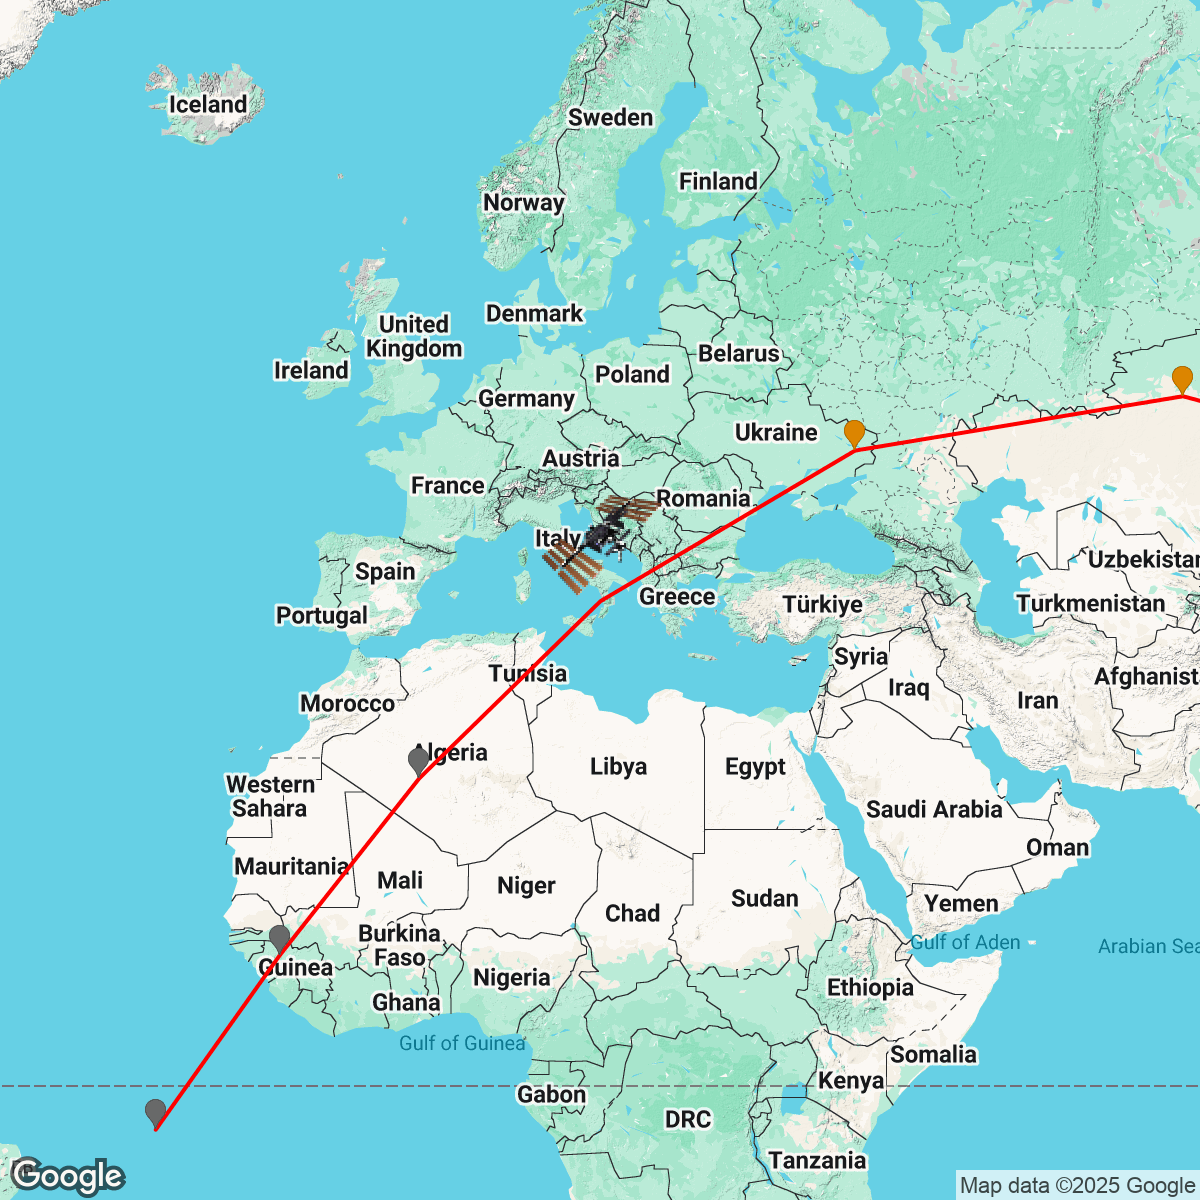 Iceland
Sweden
Finland
Norway
Denmark
United
Kingdom
Ireland
Belarus
Poland
Germany
Ukraine
Austria
France
Romania
Italy
Uzbekistan
Spain
Greece
Türkiye
Turkmenistan
Portugal
Syria
Tunisia
Afghanist
Iraq
Iran
Morocco
Algeria
Libya
Egypt
Western
Sahara
Saudi Arabia
Oman
Mauritania
Mali
Niger
Sudan
Chad
Yemen
Burkina
Faso
Gulf of Aden
Arabian Sea
Guinea
Nigeria
Ethiopia
Ghana
Gulf of Guinea
Somalia
Kenya
Gabon
DRC
Tanzania
Google
Map data ©2025 Google